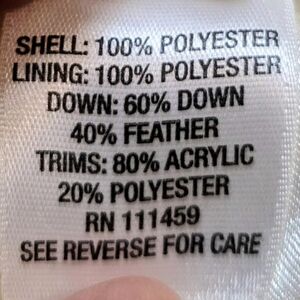 SHELL: 100% POLYESTER
LINING: 100% POLYESTER
DOWN: 60% DOWN
40% FEATHER
TRIMS: 80% ACRYLIC
20% POLYESTER
RN 111459
SEE REVERSE FOR CARE